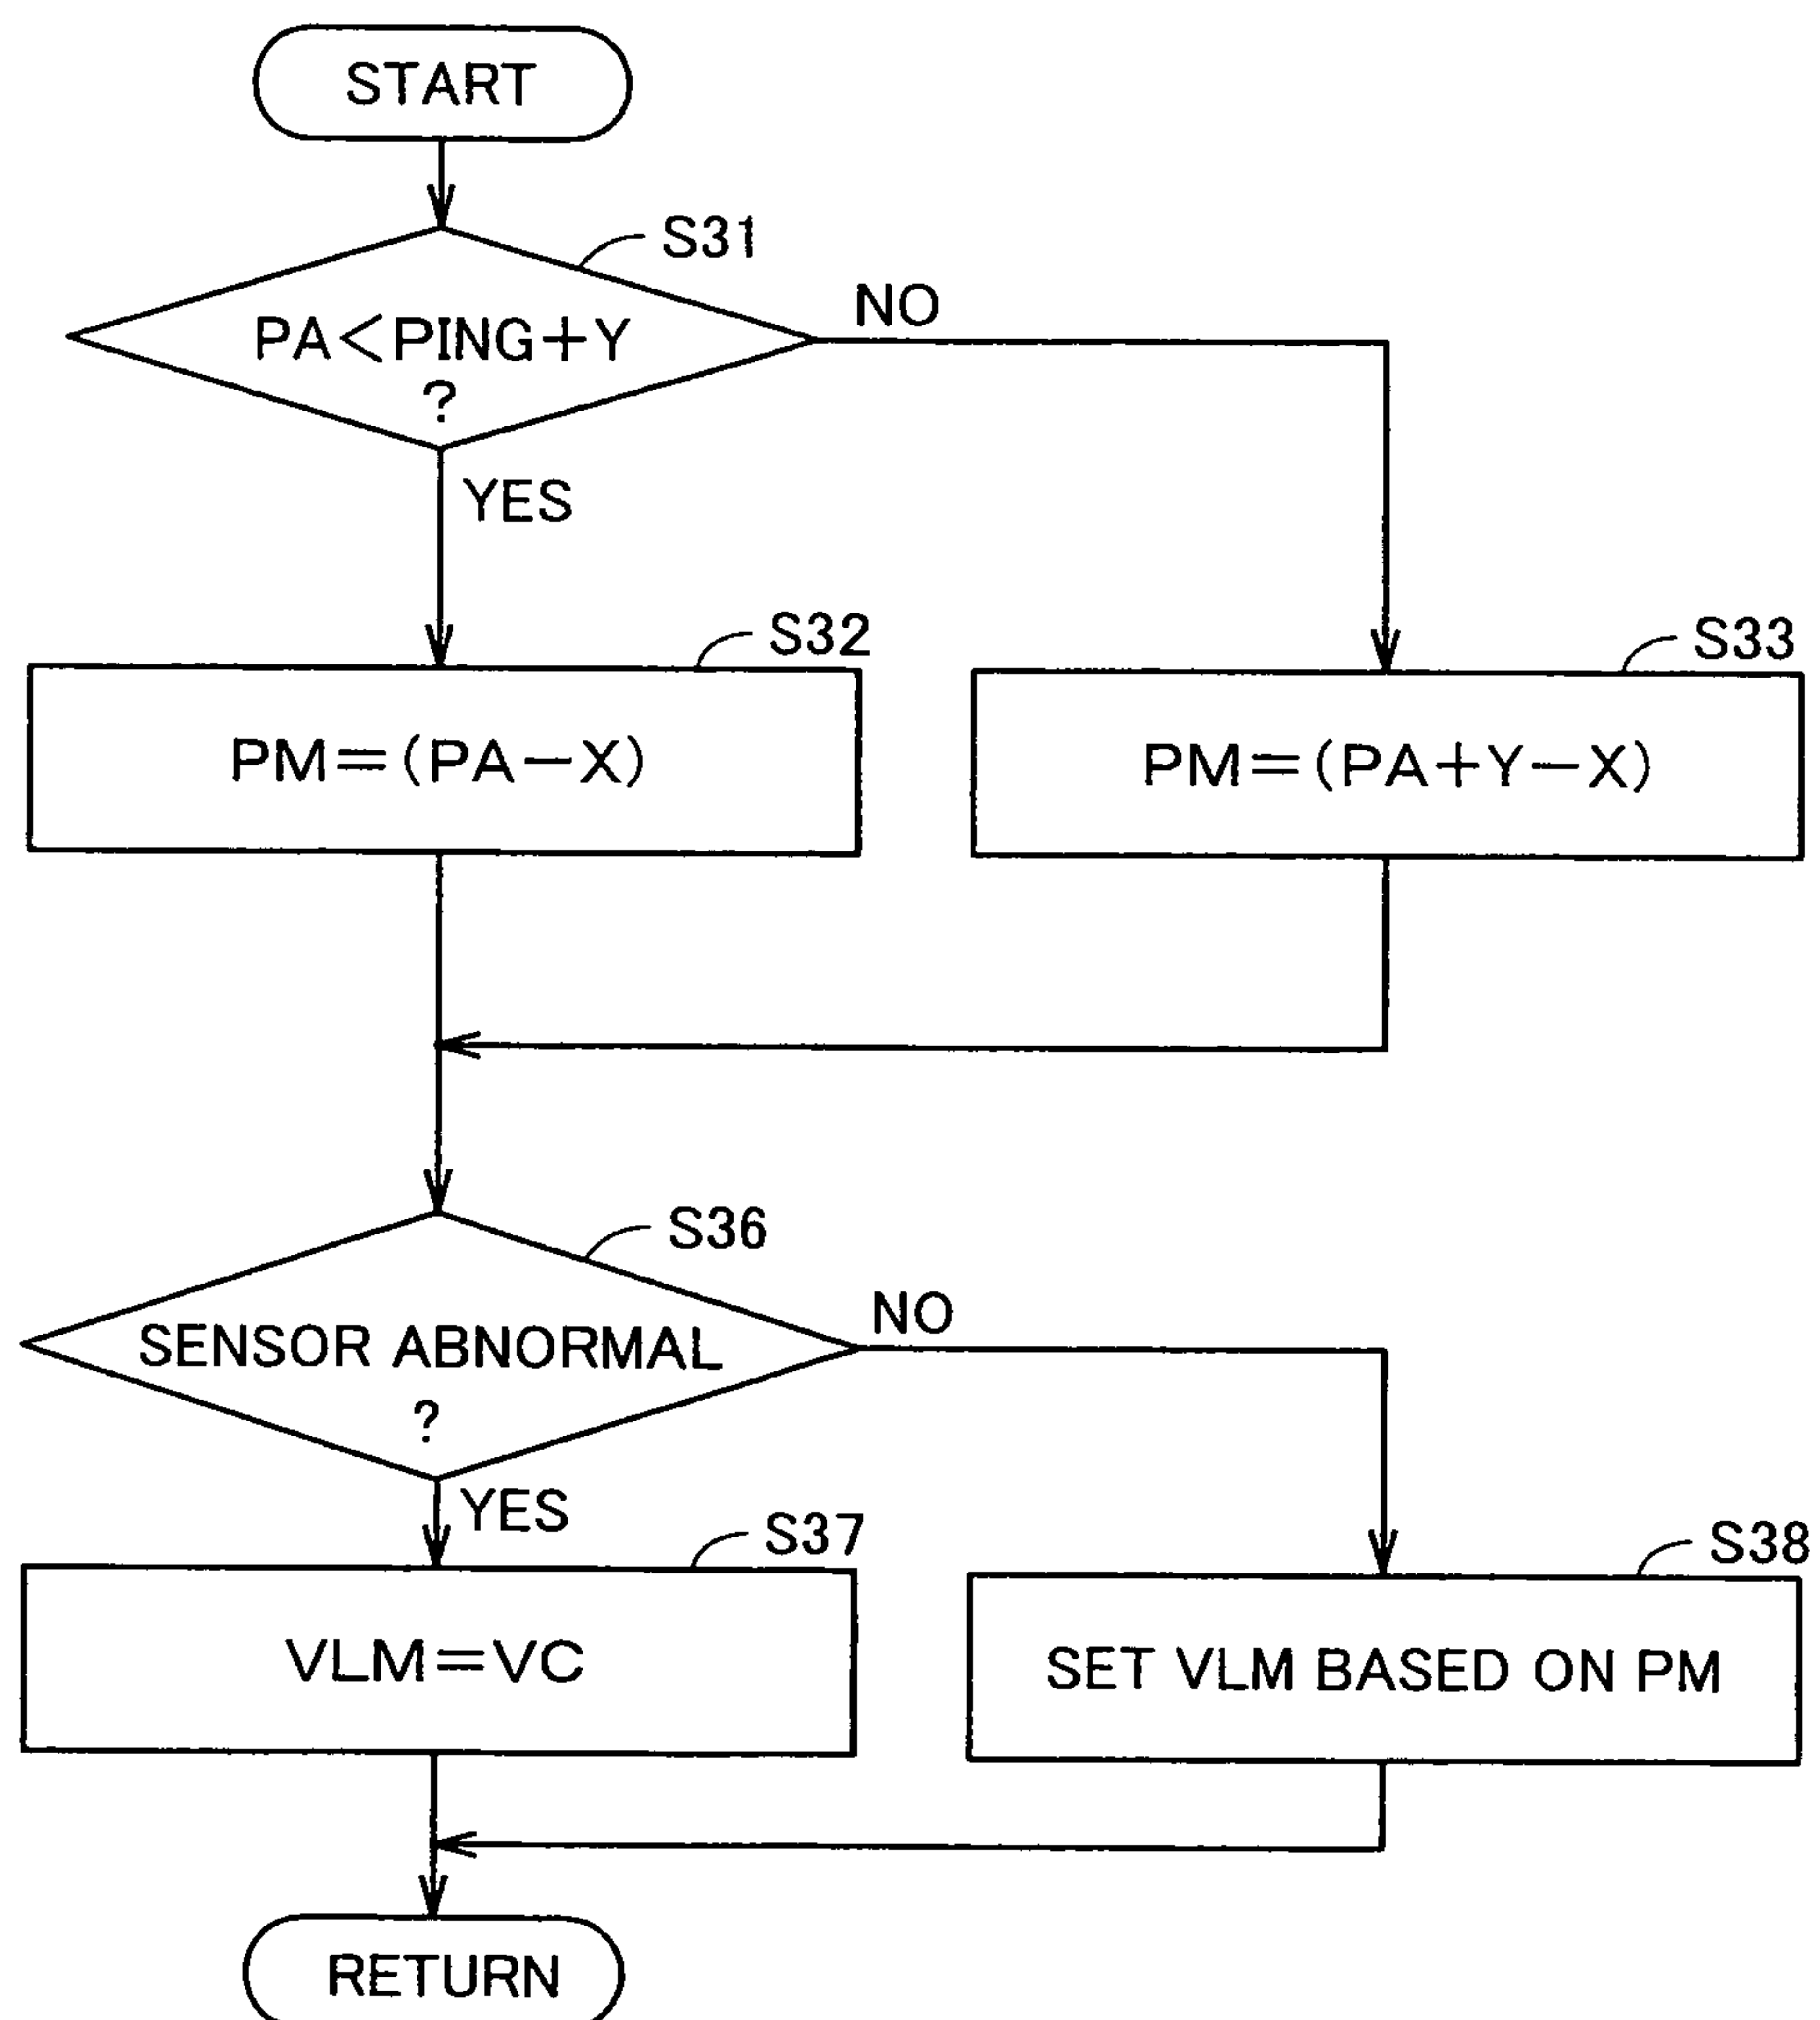 START
S31
PA<PING+Y
?
NO
YES
S32
S33
PM=(PA-X)
PM=(PA+Y-X)
S36
SENSOR ABNORMAL
?
NO
YES
S37
S38
VLM=VC
SET VLM BASED ON PM
RETURN